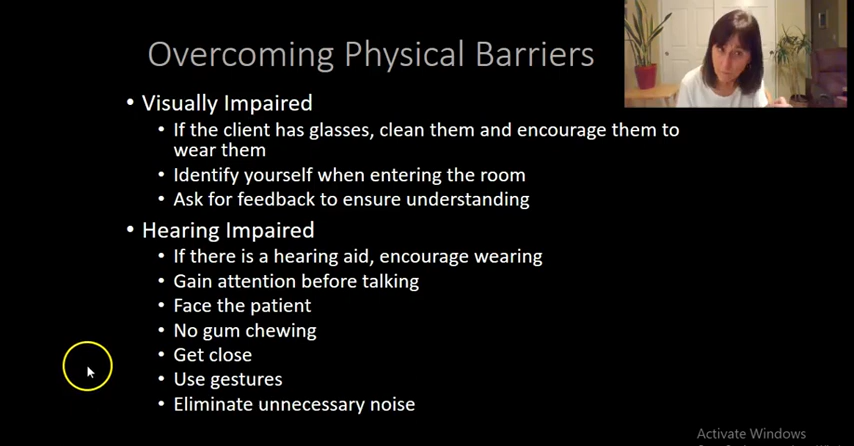 Overcoming Physical Barriers
• Visually Impaired
• If the client has glasses, clean them and encourage them to
wear them
• Identify yourself when entering the room
• Ask for feedback to ensure understanding
• Hearing Impaired
• If there is a hearing aid, encourage wearing
• Gain attention before talking
• Face the patient
• No gum chewing
• Get close
• Use gestures
• Eliminate unnecessary noise
Activate Windows